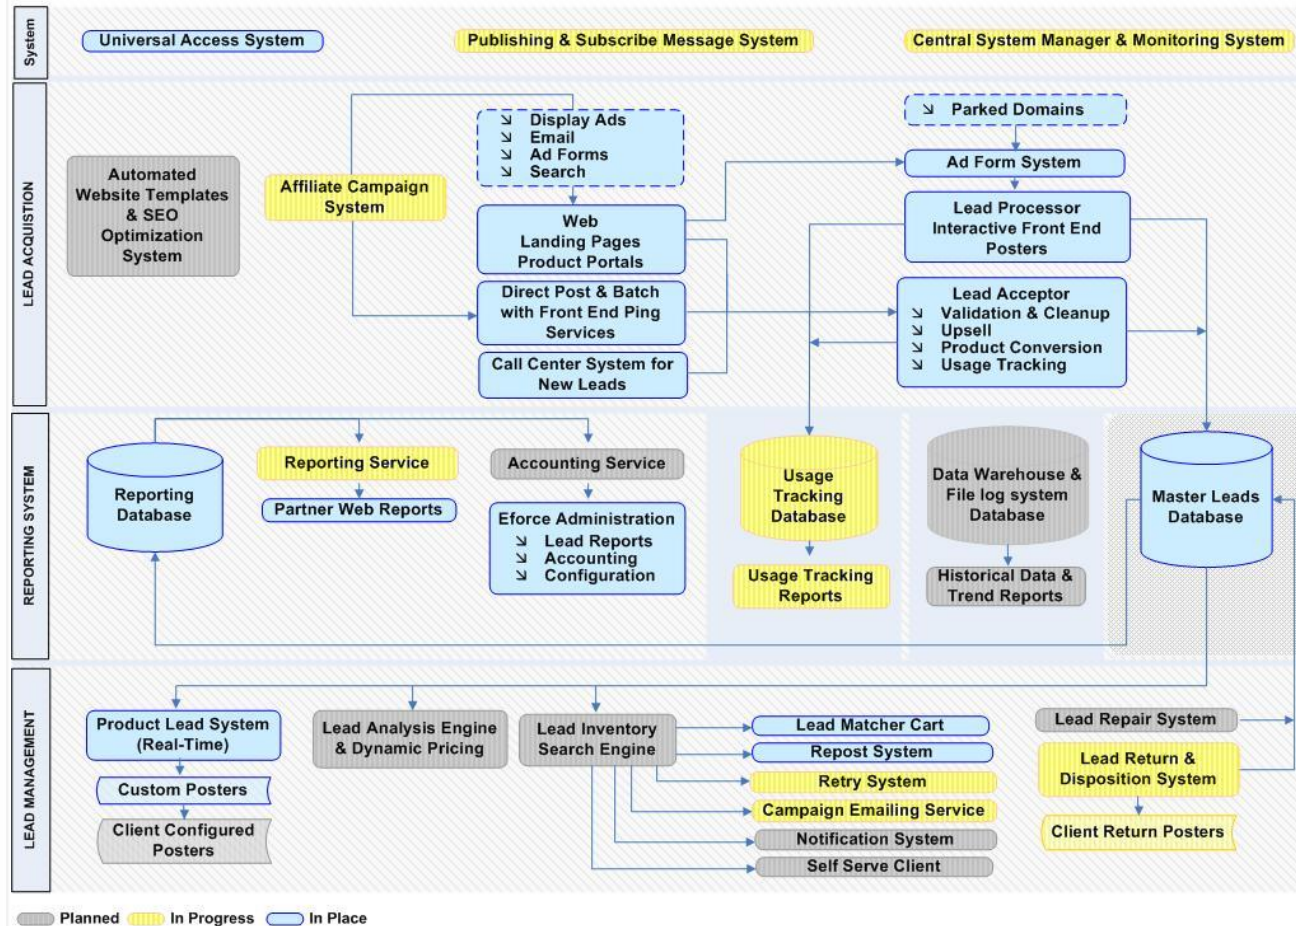 System
Universal Access System
Publishing & Subscribe Message System
Central System Manager & Monitoring System
LEAD ACQUISTION
Automated
Website Templates
& SEO
Optimization
System
Affiliate Campaign
System
Display Ads
Email
Ad Forms
Search
Web
Landing Pages
Product Portals
Direct Post & Batch
with Front End Ping
Services
Call Center System for
New Leads
Parked Domains
Ad Form System
Lead Processor
Interactive Front End
Posters
Lead Acceptor
Validation & Cleanup
Upsell
Product Conversion
Usage Tracking
REPORTING SYSTEM
Reporting
Database
Reporting Service
Partner Web Reports
Accounting Service
Eforce Administration
Lead Reports
Accounting
Configuration
Usage
Tracking
Database
Usage Tracking
Reports
Data Warehouse &
File log system
Database
Historical Data &
Trend Reports
Master Leads
Database
LEAD MANAGEMENT
Product Lead System
(Real-Time)
Custom Posters
Client Configured
Posters
Lead Analysis Engine
& Dynamic Pricing
Lead Inventory
Search Engine
Lead Matcher Cart
Repost System
Retry System
Campaign Emailing Service
Notification System
Self Serve Client
Lead Repair System
Lead Return &
Disposition System
Client Return Posters
Planned
In Progress
In Place